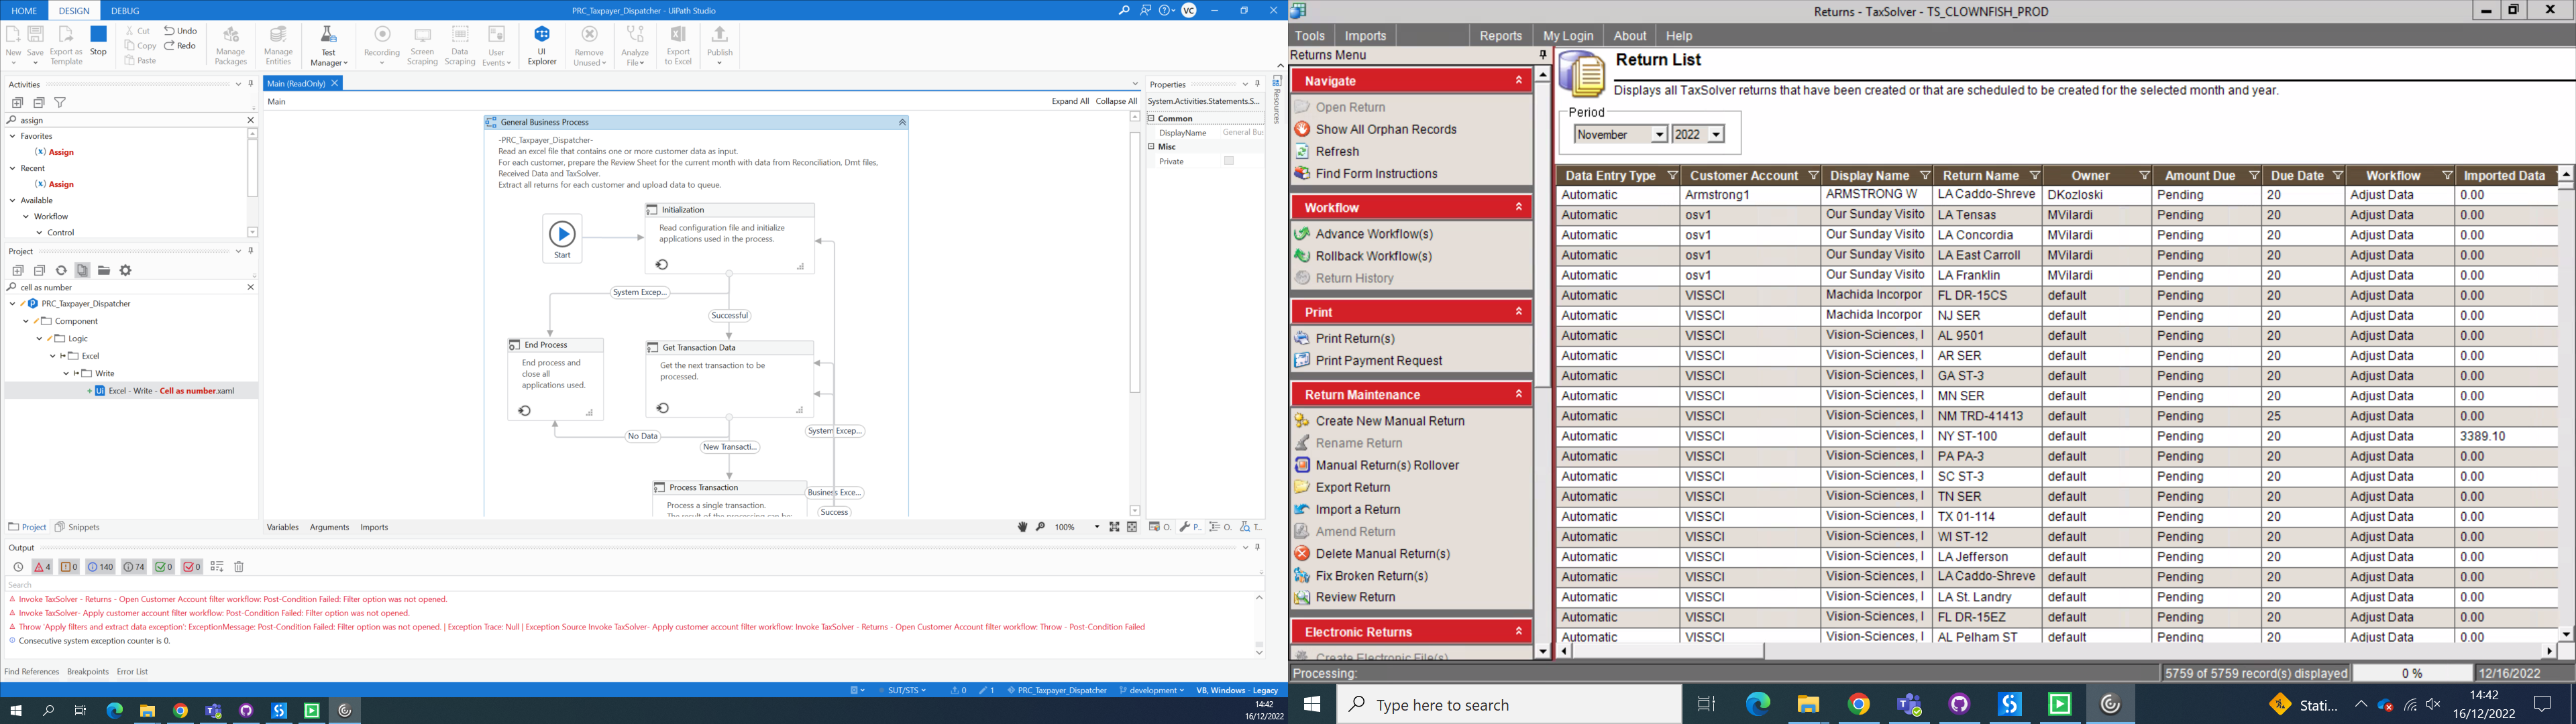 HOME DESIGN DEBUG
PRC_Taxpayer_Dispatcher - UiPath Studio
VC
New Save Export as Template Stop
Cut
Copy
Paste
Undo
Redo
Manage Packages
Manage Entities
Test Manager
Recording
Screen Scraping
Data Scraping
User Events
UI Explorer
Remove Unused
Analyze File
Export to Excel
Publish
Activities
assign
Favorites
(x) Assign
Recent
(x) Assign
Available
Workflow
Control
Project
cell as number
PRC_Taxpayer_Dispatcher
Component
Logic
Excel
Write
Excel - Write - Cell as number.xaml
Project Snippets
Main (ReadOnly)
Main
Expand All Collapse All
General Business Process
-PRC_Taxpayer_Dispatcher-
Read an excel file that contains one or more customer data as input.
For each customer, prepare the Review Sheet for the current month with data from Reconciliation, Dmt files,
Received Data and TaxSolver.
Extract all returns for each customer and upload data to queue.
Start
Initialization
Read configuration file and initialize
applications used in the process.
System Excep...
Successful
End Process
End process and
close all
applications used.
Get Transaction Data
Get the next transaction to be
processed.
No Data
New Transacti...
System Excep...
Process Transaction
Process a single transaction.
Business Exce...
Success
Variables Arguments Imports
100%
Properties
System.Activities.Statements.S...
Common
DisplayName General Bus
Misc
Private
Resources
O. P.. O. T...
Output
4 0 140 74 0 0
Search
Invoke TaxSolver - Returns - Open Customer Account filter workflow: Post-Condition Failed: Filter option was not opened.
Invoke TaxSolver- Apply customer account filter workflow: Post-Condition Failed: Filter option was not opened.
Throw 'Apply filters and extract data exception': ExceptionMessage: Post-Condition Failed: Filter option was not opened. | Exception Trace: Null | Exception Source Invoke TaxSolver- Apply customer account filter workflow: Invoke TaxSolver - Returns - Open Customer Account filter workflow: Throw - Post-Condition Failed
Consecutive system exception counter is 0.
Find References Breakpoints Error List
SUT/STS 0 1 PRC_Taxpayer_Dispatcher development VB, Windows - Legacy
14:42
16/12/2022
Returns - TaxSolver - TS_CLOWNFISH_PROD
Tools Imports Reports My Login About Help
Returns Menu
Navigate
Open Return
Show All Orphan Records
Refresh
Find Form Instructions
Workflow
Advance Workflow(s)
Rollback Workflow(s)
Return History
Print
Print Return(s)
Print Payment Request
Return Maintenance
Create New Manual Return
Rename Return
Manual Return(s) Rollover
Export Return
Import a Return
Amend Return
Delete Manual Return(s)
Fix Broken Return(s)
Review Return
Electronic Returns
Create Electronic File(s)
Return List
Displays all TaxSolver returns that have been created or that are scheduled to be created for the selected month and year.
Period
November 2022
Data Entry Type Customer Account Display Name Return Name Owner Amount Due Due Date Workflow Imported Data
Automatic Armstrong1 ARMSTRONG W LA Caddo-Shreve DKozloski Pending 20 Adjust Data 0.00
Automatic osv1 Our Sunday Visito LA Tensas MVilardi Pending 20 Adjust Data 0.00
Automatic osv1 Our Sunday Visito LA Concordia MVilardi Pending 20 Adjust Data 0.00
Automatic osv1 Our Sunday Visito LA East Carroll MVilardi Pending 20 Adjust Data 0.00
Automatic osv1 Our Sunday Visito LA Franklin MVilardi Pending 20 Adjust Data 0.00
Automatic VISSCI Machida Incorpor FL DR-15CS default Pending 20 Adjust Data 0.00
Automatic VISSCI Machida Incorpor NJ SER default Pending 20 Adjust Data 0.00
Automatic VISSCI Vision-Sciences, I AL 9501 default Pending 20 Adjust Data 0.00
Automatic VISSCI Vision-Sciences, I AR SER default Pending 20 Adjust Data 0.00
Automatic VISSCI Vision-Sciences, I GA ST-3 default Pending 20 Adjust Data 0.00
Automatic VISSCI Vision-Sciences, I MN SER default Pending 20 Adjust Data 0.00
Automatic VISSCI Vision-Sciences, I NM TRD-41413 default Pending 25 Adjust Data 0.00
Automatic VISSCI Vision-Sciences, I NY ST-100 default Pending 20 Adjust Data 3389.10
Automatic VISSCI Vision-Sciences, I PA PA-3 default Pending 20 Adjust Data 0.00
Automatic VISSCI Vision-Sciences, I SC ST-3 default Pending 20 Adjust Data 0.00
Automatic VISSCI Vision-Sciences, I TN SER default Pending 20 Adjust Data 0.00
Automatic VISSCI Vision-Sciences, I TX 01-114 default Pending 20 Adjust Data 0.00
Automatic VISSCI Vision-Sciences, I WI ST-12 default Pending 20 Adjust Data 0.00
Automatic VISSCI Vision-Sciences, I LA Jefferson default Pending 20 Adjust Data 0.00
Automatic VISSCI Vision-Sciences, I LA Caddo-Shreve default Pending 20 Adjust Data 0.00
Automatic VISSCI Vision-Sciences, I LA St. Landry default Pending 20 Adjust Data 0.00
Automatic VISSCI Vision-Sciences, I FL DR-15EZ default Pending 20 Adjust Data 0.00
Automatic VISSCI Vision-Sciences, I AL Pelham ST default Pending 20 Adjust Data 0.00
Processing: 5759 of 5759 record(s) displayed 0 % 12/16/2022
Type here to search
Stati...
14:42
16/12/2022